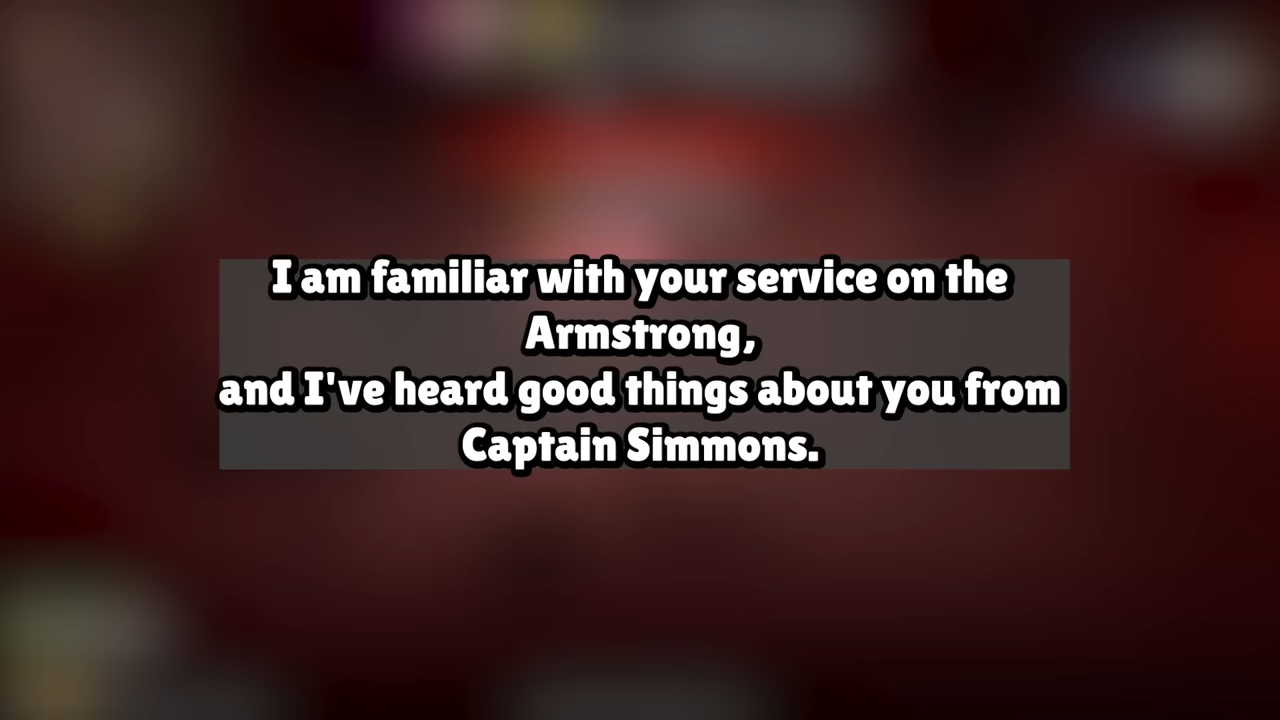 I am familiar with your service on the
Armstrong,
and I've heard good things about you from
Captain Simmons.